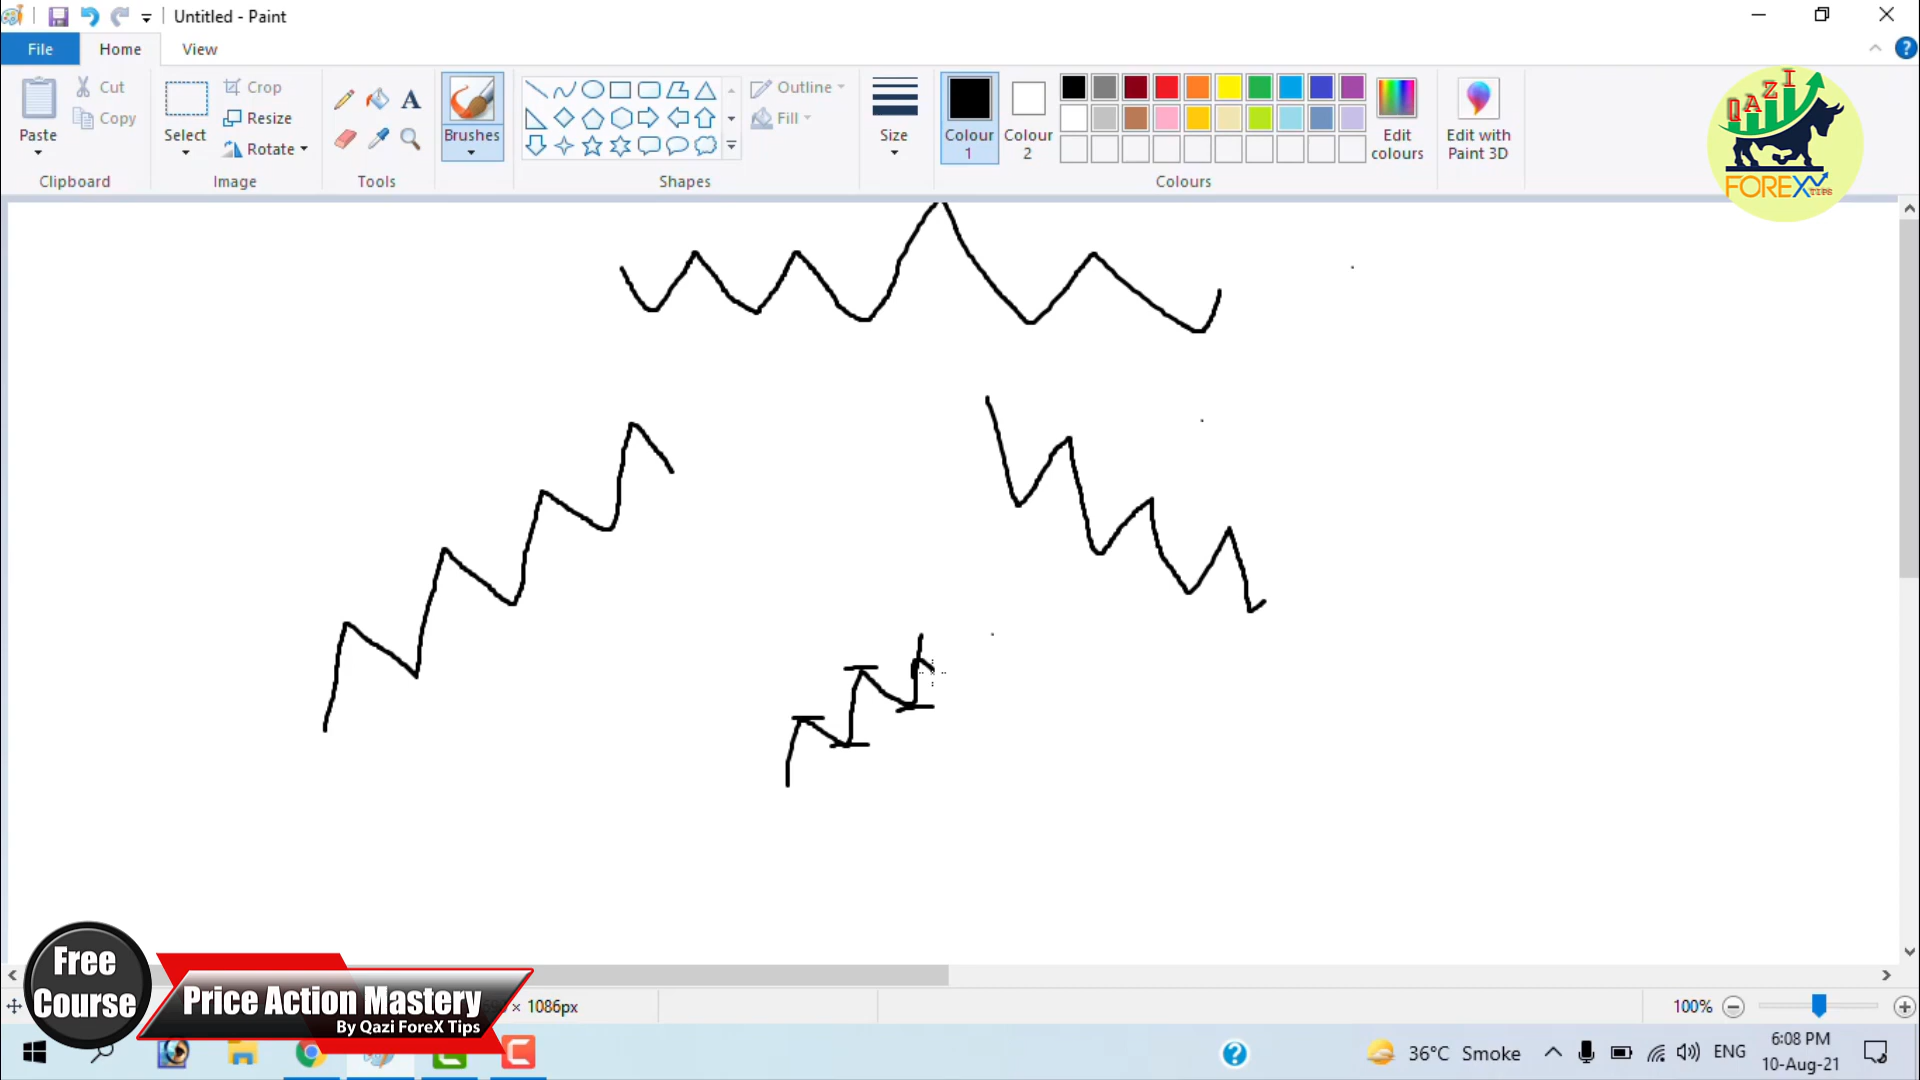 Untitled - Paint
File Home View
Paste Cut Copy
Clipboard
Select Crop Resize Rotate
Image
A
Tools
Brushes
Outline Fill
Shapes
Size
Colour 1 Colour 2
Edit colours
Colours
Edit with Paint 3D
QAZI
FOREX
TIPS
Free Course
Price Action Mastery
By Qazi ForeX Tips
× 1086px
100%
36°C Smoke
ENG
6:08 PM
10-Aug-21